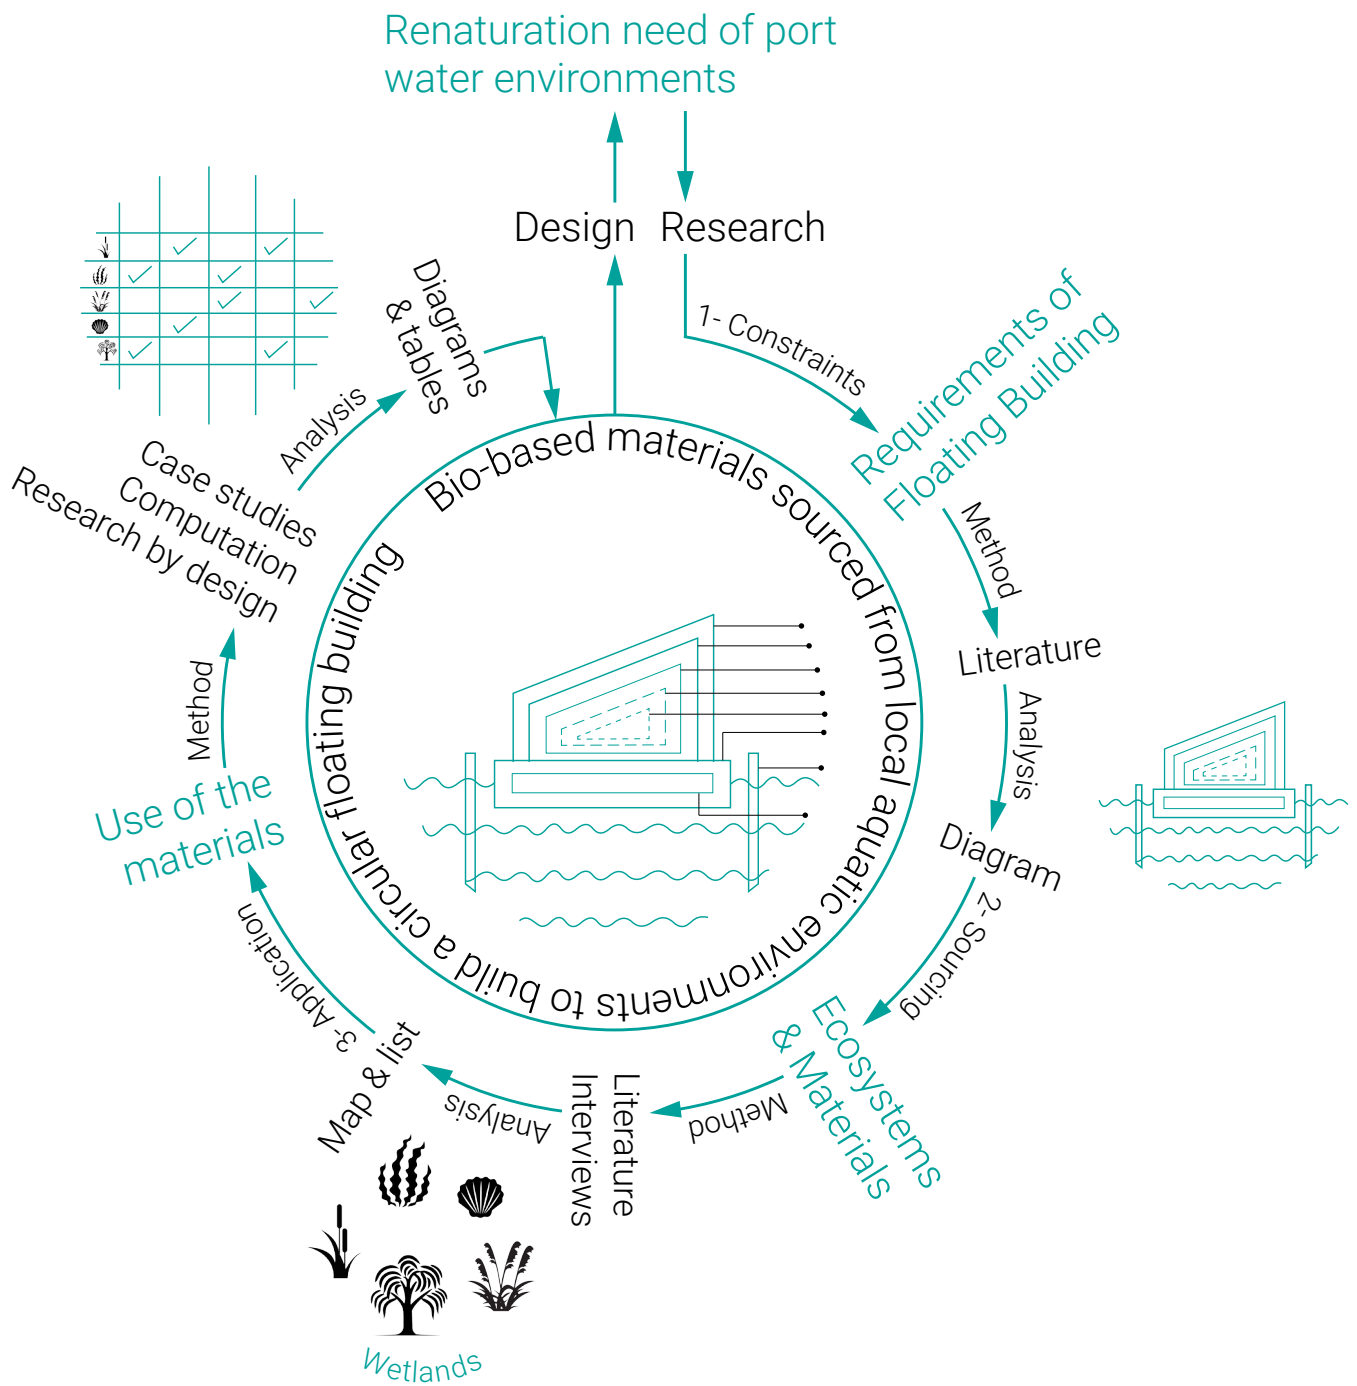 Renaturation need of port
water environments
Design
Research
1- Constraints
Requirements of
Floating Building
Method
Literature
Analysis
Diagram
2- Sourcing
Ecosystems
& Materials
Method
Literature
Interviews
Analysis
Map & list
Wetlands
3- Application
Use of the
materials
Method
Case studies
Computation
Research by design
Analysis
Diagrams
& tables
Bio-based materials sourced from local aquatic environments to build a circular floating building